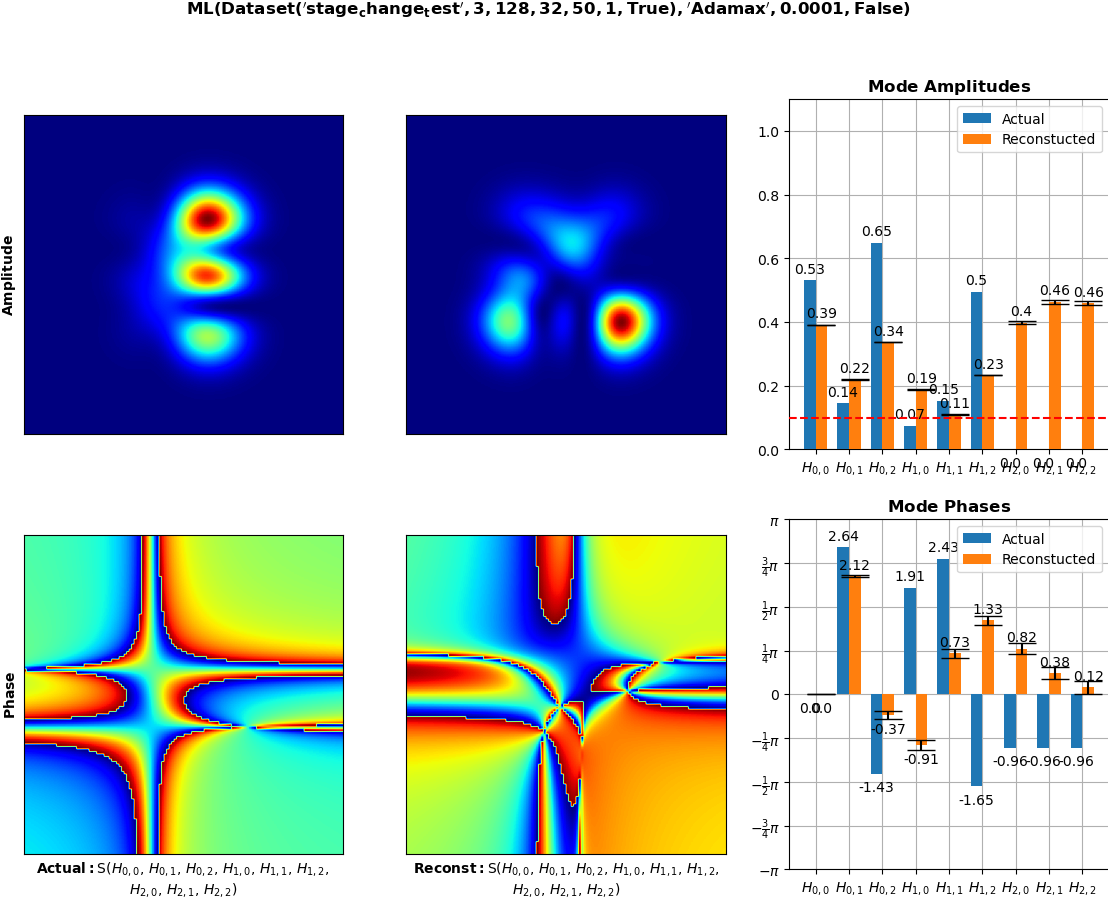 ML(Dataset('stage_change_test', 3, 128, 32, 50, 1, True), 'Adamax', 0.0001, False)
Amplitude
Mode Amplitudes
Actual
Reconstucted
1.0
0.8
0.6
0.4
0.2
0.0
0.53
0.39
0.14
0.22
0.65
0.34
0.07
0.19
0.15
0.11
0.5
0.23
0.0
0.4
0.0
0.46
0.0
0.46
H0,0 H0,1 H0,2 H1,0 H1,1 H1,2 H2,0 H2,1 H2,2
Phase
Mode Phases
Actual
Reconstucted
π
3/4π
1/2π
1/4π
0
−1/4π
−1/2π
−3/4π
−π
0.0
0.0
2.64
2.12
-1.43
-0.37
1.91
-0.91
2.43
0.73
-1.65
1.33
-0.96
0.82
-0.96
0.38
-0.96
0.12
H0,0 H0,1 H0,2 H1,0 H1,1 H1,2 H2,0 H2,1 H2,2
Actual:S(H0,0, H0,1, H0,2, H1,0, H1,1, H1,2,
H2,0, H2,1, H2,2)
Reconst:S(H0,0, H0,1, H0,2, H1,0, H1,1, H1,2,
H2,0, H2,1, H2,2)